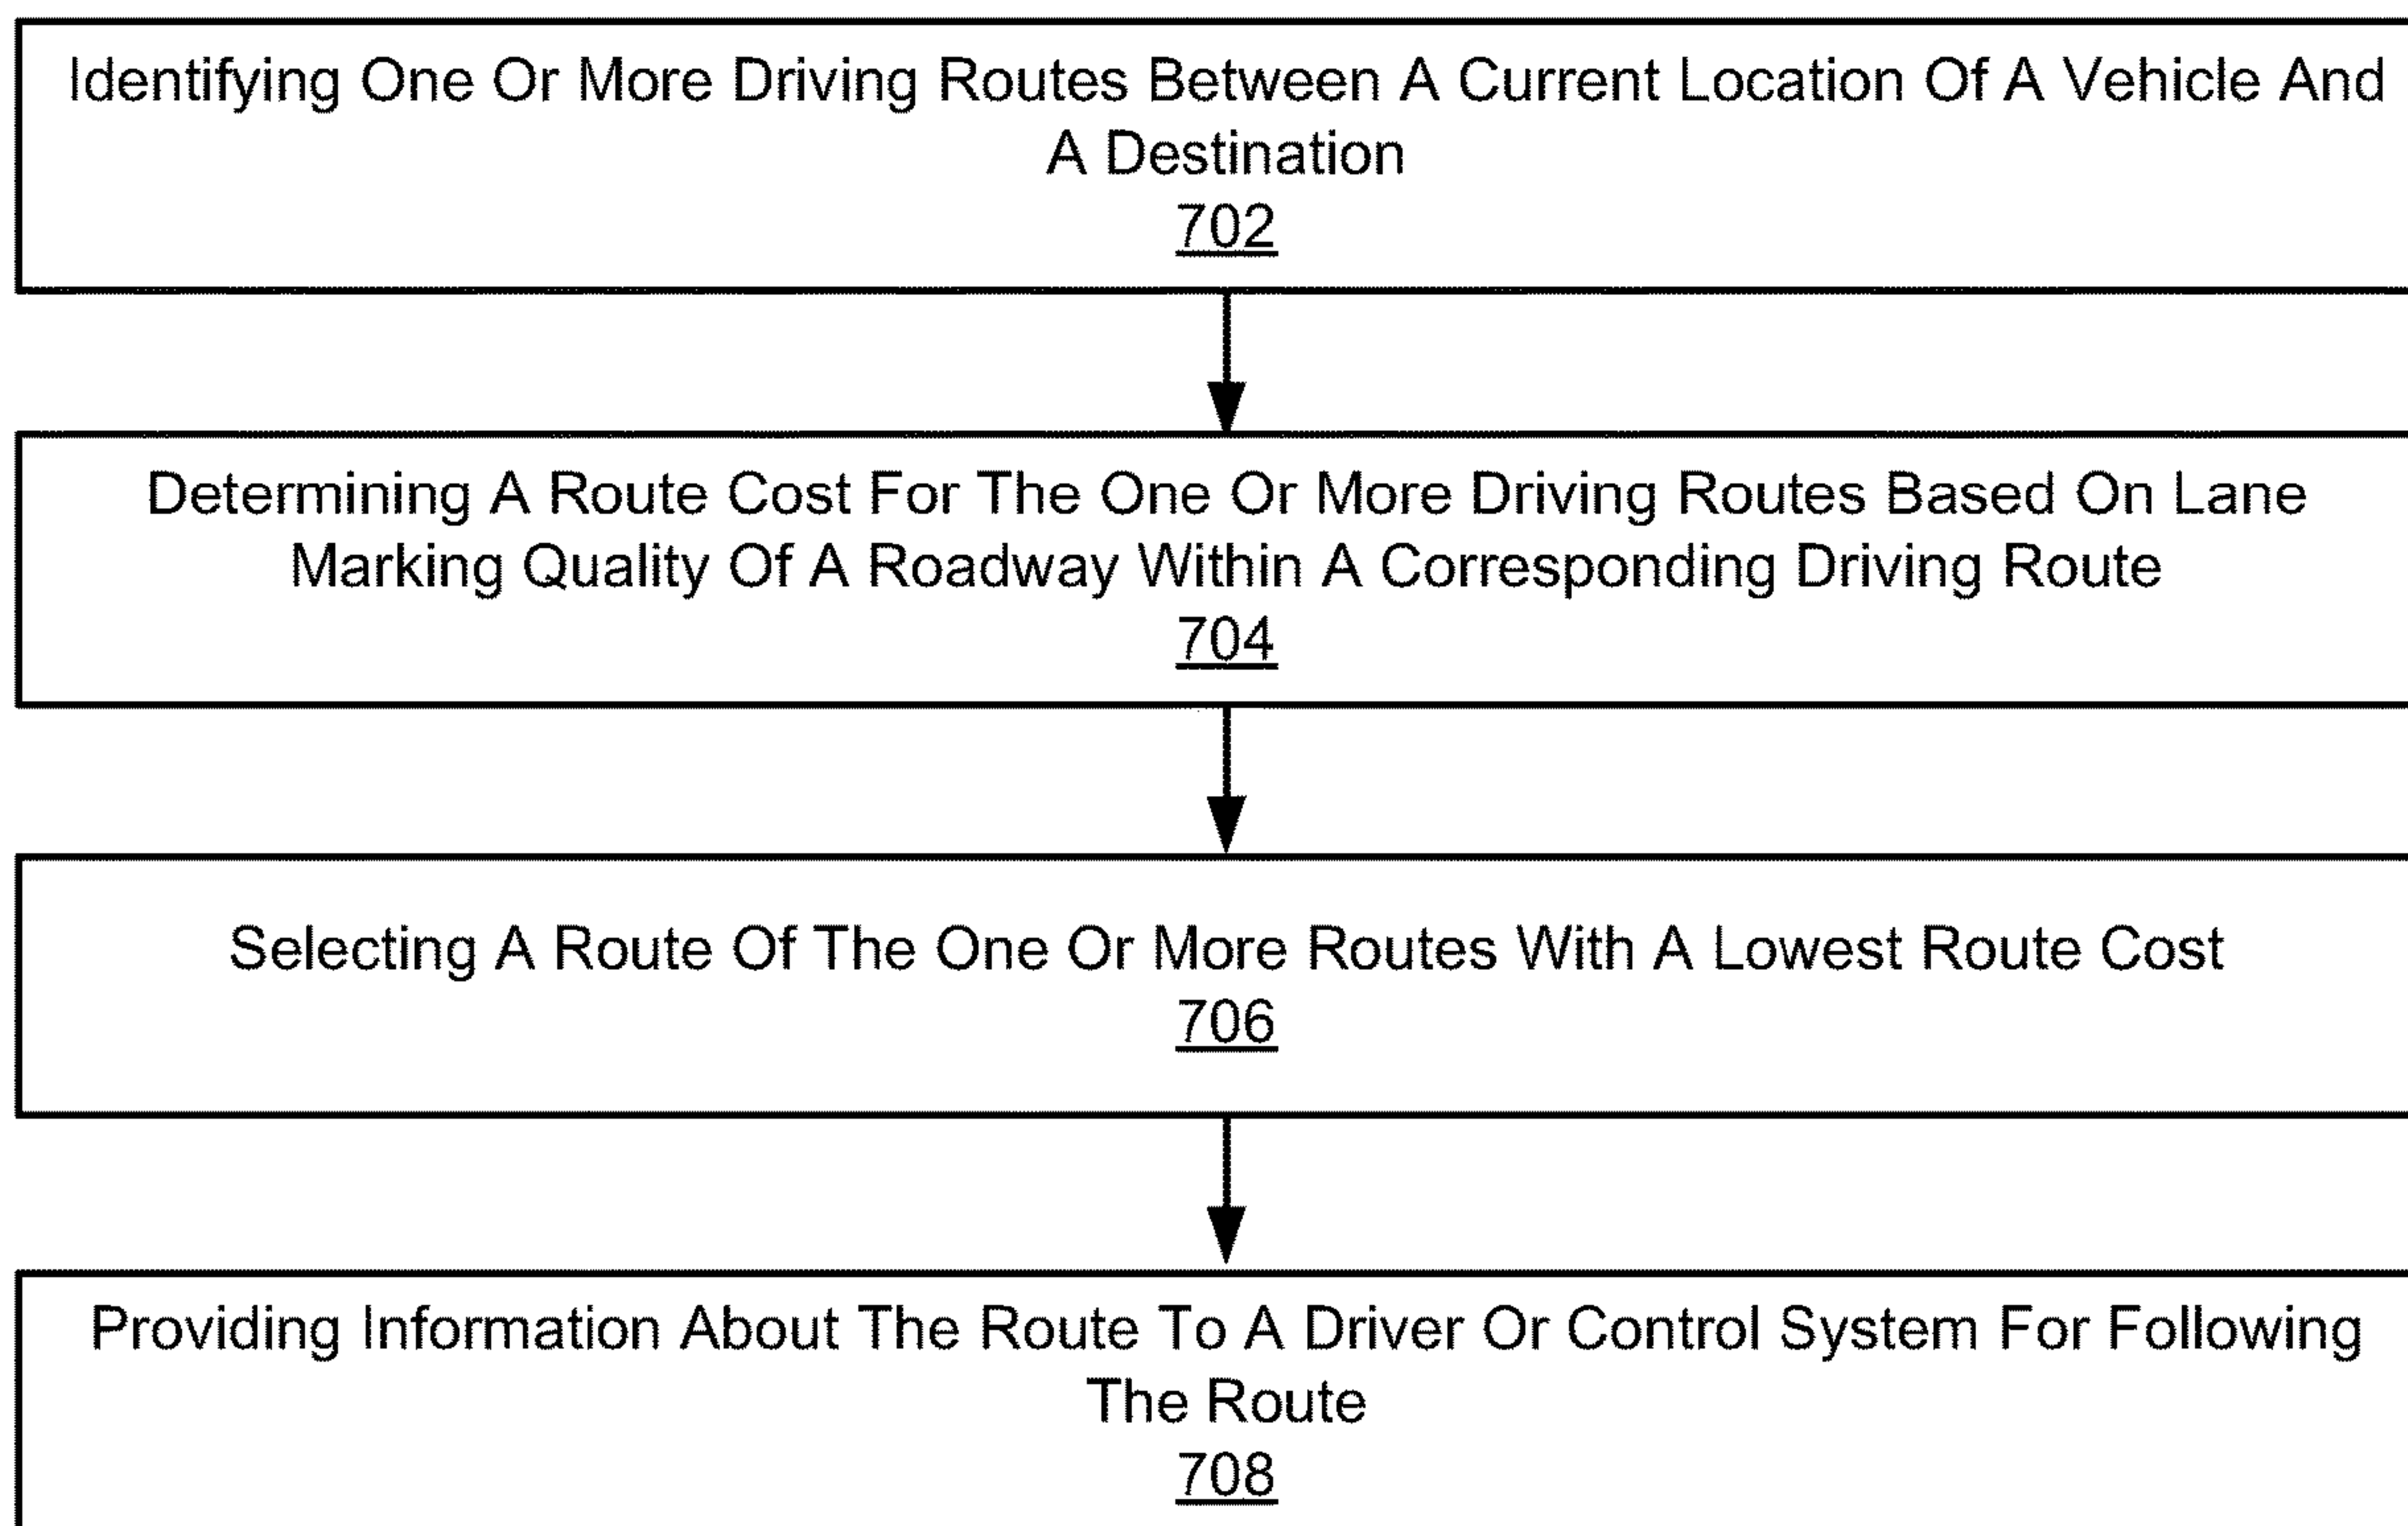 Identifying One Or More Driving Routes Between A Current Location Of A Vehicle And
A Destination
702
Determining A Route Cost For The One Or More Driving Routes Based On Lane
Marking Quality Of A Roadway Within A Corresponding Driving Route
704
Selecting A Route Of The One Or More Routes With A Lowest Route Cost
706
Providing Information About The Route To A Driver Or Control System For Following
The Route
708